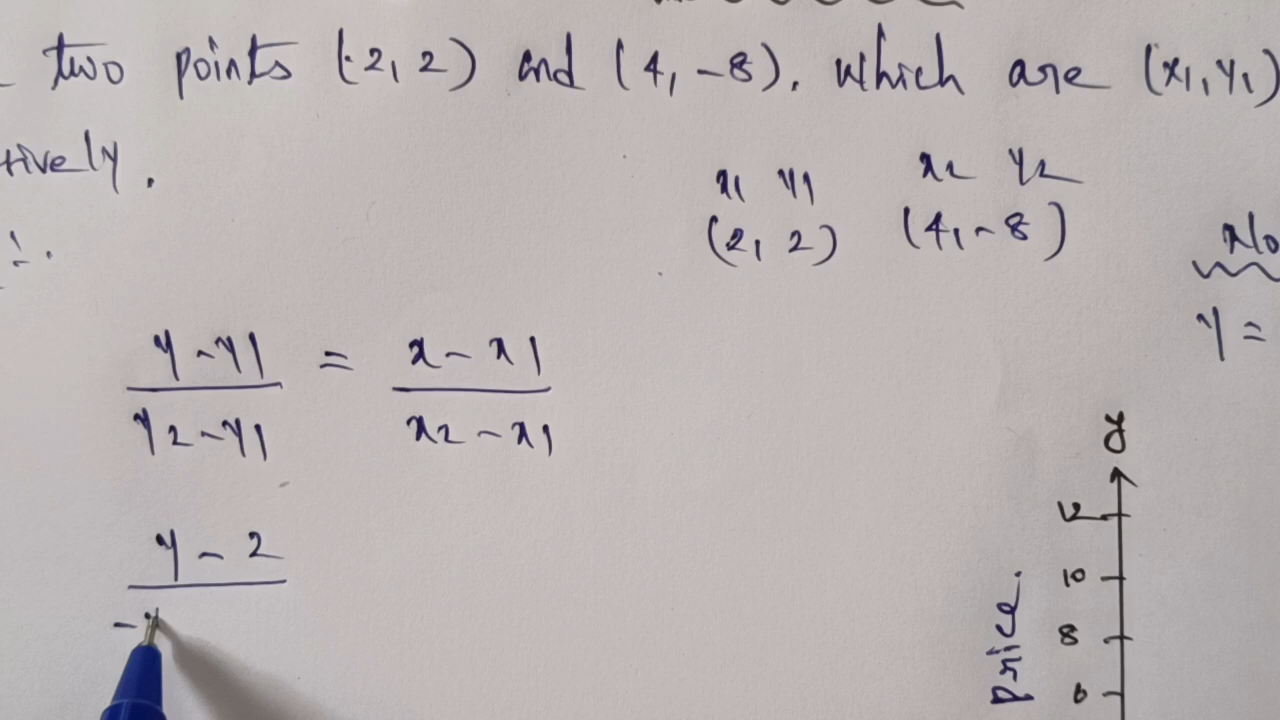 two points (-2, 2) and (4, -8). which are (x1, y1)
tively.
x1 y1 x2 y2
(2, 2) (4, -8)
y - y1 = x - x1
y2 - y1 x2 - x1
y =
y - 2
-
12
10
8
6
price.